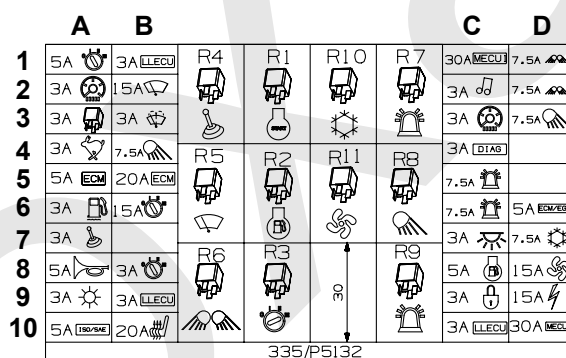 A B C D
1 5A 3A LLECU R4 R1 R10 R7 30A MECU1 7.5A
2 3A 15A 3A 7.5A
3 3A 3A START 3A 7.5A
4 3A 7.5A 3A DIAG
5 5A ECM 20A ECM R5 R2 R11 R8 7.5A
6 3A 15A 7.5A 5A ECM/EG
7 3A 3A 7.5A
8 5A 3A R6 R3 R9 5A 15A
9 3A 3A LLECU 30 3A 15A
10 5A ISO/SAE 20A 3A LLECU 30A MECU
335/P5132